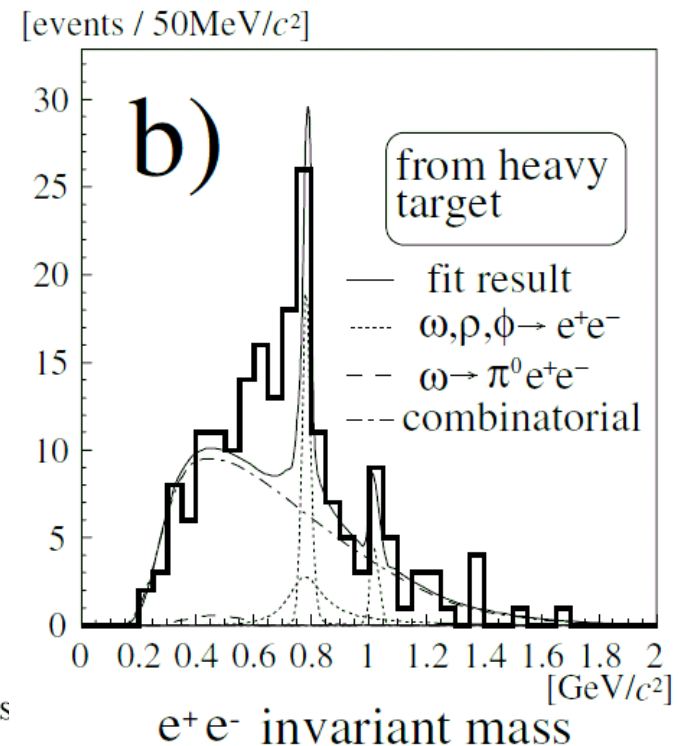 [events / 50MeV/c²]
30
25
20
15
10
5
0
b)
from heavy
target
fit result
ω,ρ,ϕ→ e⁺e⁻
ω→ π⁰ e⁺e⁻
combinatorial
0 0.2 0.4 0.6 0.8 1 1.2 1.4 1.6 1.8 2
[GeV/c²]
s
e⁺e⁻ invariant mass